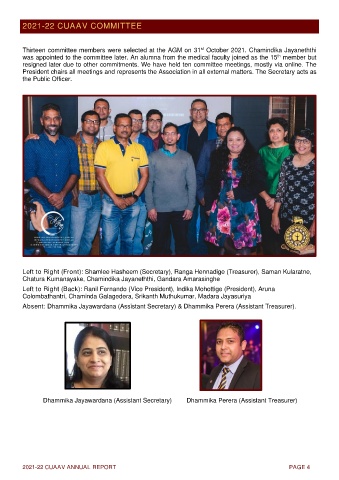 2021-22 CUAAV COMMITTEE
Thirteen committee members were selected at the AGM on 31st October 2021. Chamindika Jayaneththi
was appointed to the committee later. An alumna from the medical faculty joined as the 15th member but
resigned later due to other commitments. We have held ten committee meetings, mostly via online. The
President chairs all meetings and represents the Association in all external matters. The Secretary acts as
the Public Officer.
Left to Right (Front): Shamlee Hasheem (Secretary), Ranga Hennadige (Treasurer), Saman Kularatne,
Chatura Kumanayake, Chamindika Jayaneththi, Gandara Amarasinghe
Left to Right (Back): Ranil Fernando (Vice President), Indika Mohottige (President), Aruna
Colombathantri, Chaminda Galagedera, Srikanth Muthukumar, Madara Jayasuriya
Absent: Dhammika Jayawardana (Assistant Secretary) & Dhammika Perera (Assistant Treasurer).
Dhammika Jayawardana (Assistant Secretary) Dhammika Perera (Assistant Treasurer)
2021-22 CUAAV ANNUAL REPORT PAGE 4